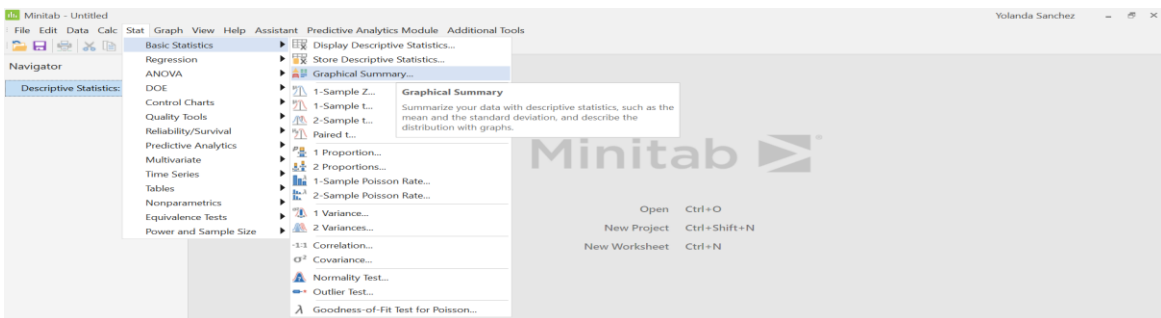 Minitab - Untitled
Yolanda Sanchez
File Edit Data Calc Stat Graph View Help Assistant Predictive Analytics Module Additional Tools
Navigator
Descriptive Statistics:
Basic Statistics
Regression
ANOVA
DOE
Control Charts
Quality Tools
Reliability/Survival
Predictive Analytics
Multivariate
Time Series
Tables
Nonparametrics
Equivalence Tests
Power and Sample Size
Display Descriptive Statistics...
Store Descriptive Statistics...
Graphical Summary...
1-Sample Z...
1-Sample t...
2-Sample t...
Paired t...
1 Proportion...
2 Proportions...
1-Sample Poisson Rate...
2-Sample Poisson Rate...
1 Variance...
2 Variances...
Correlation...
Covariance...
Normality Test...
Outlier Test...
Goodness-of-Fit Test for Poisson...
Graphical Summary
Summarize your data with descriptive statistics, such as the
mean and the standard deviation, and describe the
distribution with graphs.
Minitab
Open Ctrl+O
New Project Ctrl+Shift+N
New Worksheet Ctrl+N